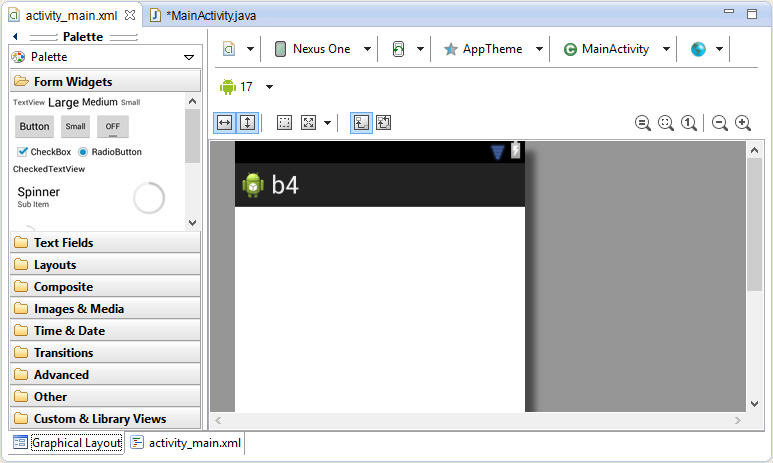 activity_main.xml *MainActivity.java
Palette
Palette
Form Widgets
TextView Large Medium Small
Button Small OFF
CheckBox RadioButton
CheckedTextView
Spinner
Sub Item
Text Fields
Layouts
Composite
Images & Media
Time & Date
Transitions
Advanced
Other
Custom & Library Views
Nexus One AppTheme MainActivity
17
b4
Graphical Layout activity_main.xml